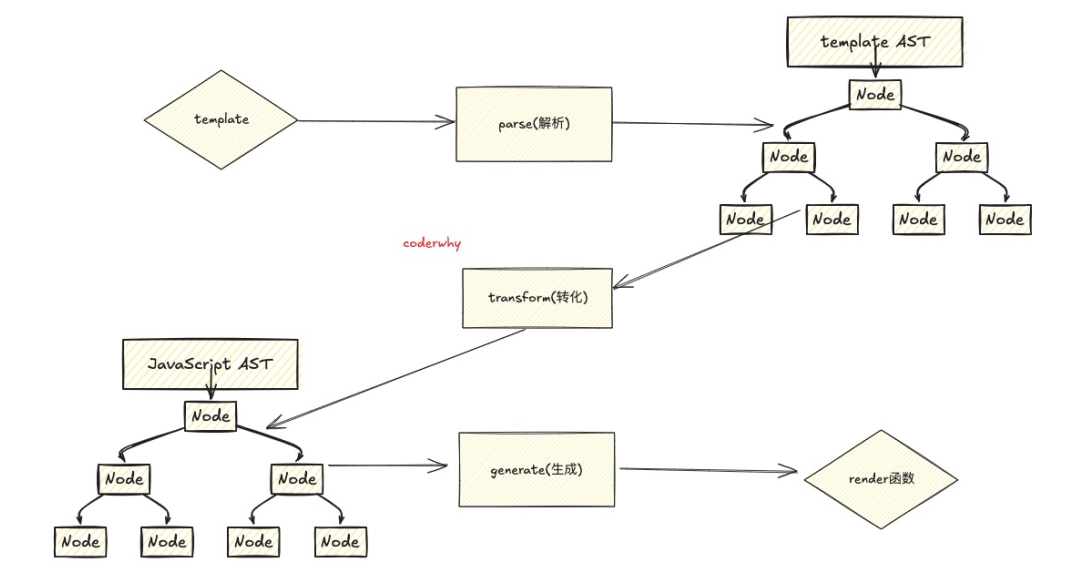 template
parse(解析)
template AST
Node
Node
Node
Node
Node
Node
Node
coderwhy
transform(转化)
JavaScript AST
Node
Node
Node
Node
Node
Node
Node
generate(生成)
render函数